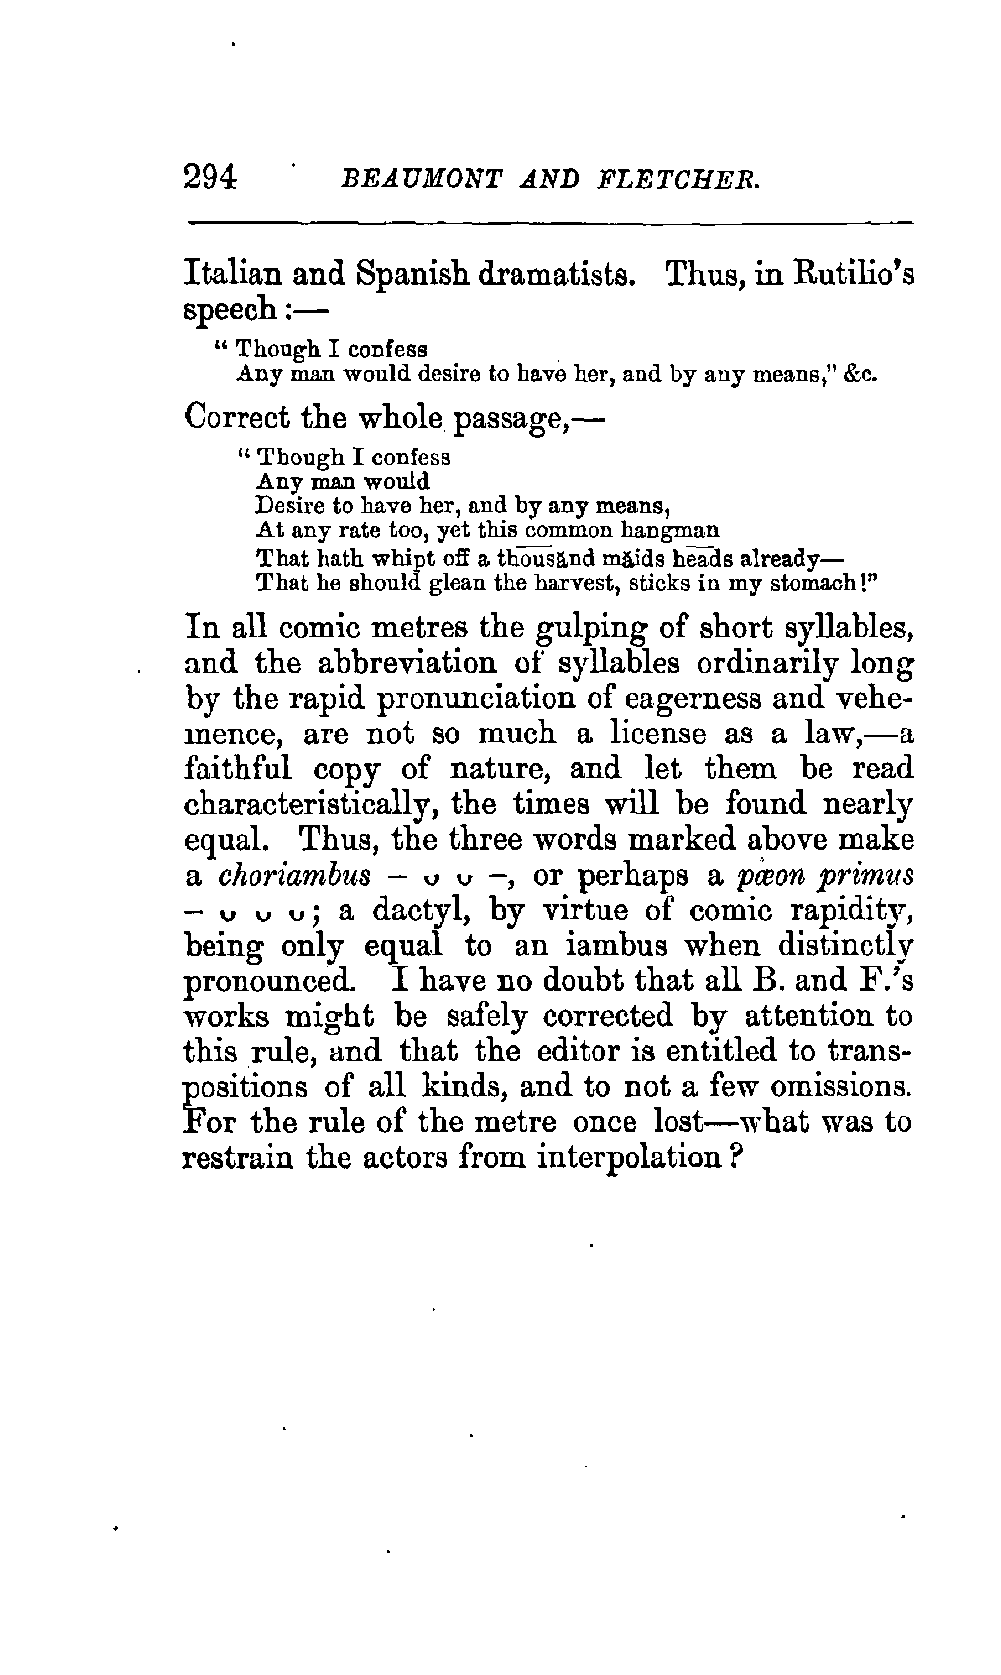 294 BEAUMONT AND FLETCHER.
Italian and Spanish dramatists. Thus, in Rutilio's
speech :—
" Though I confess
Any man would desire to have her, and by any means," &c.
Correct the whole passage,—
" Though I confess
Any man would
Desire to have her, and by any means,
At any rate too, yet this common hangman
That hath whipt off a thōusănd măids hēads already—
That he should glean the harvest, sticks in my stomach!"
In all comic metres the gulping of short syllables,
and the abbreviation of syllables ordinarily long
by the rapid pronunciation of eagerness and vehe-
mence, are not so much a license as a law,—a
faithful copy of nature, and let them be read
characteristically, the times will be found nearly
equal. Thus, the three words marked above make
a choriambus – ᴗ ᴗ –, or perhaps a pæon primus
– ᴗ ᴗ ᴗ; a dactyl, by virtue of comic rapidity,
being only equal to an iambus when distinctly
pronounced. I have no doubt that all B. and F.'s
works might be safely corrected by attention to
this rule, and that the editor is entitled to trans-
positions of all kinds, and to not a few omissions.
For the rule of the metre once lost—what was to
restrain the actors from interpolation?